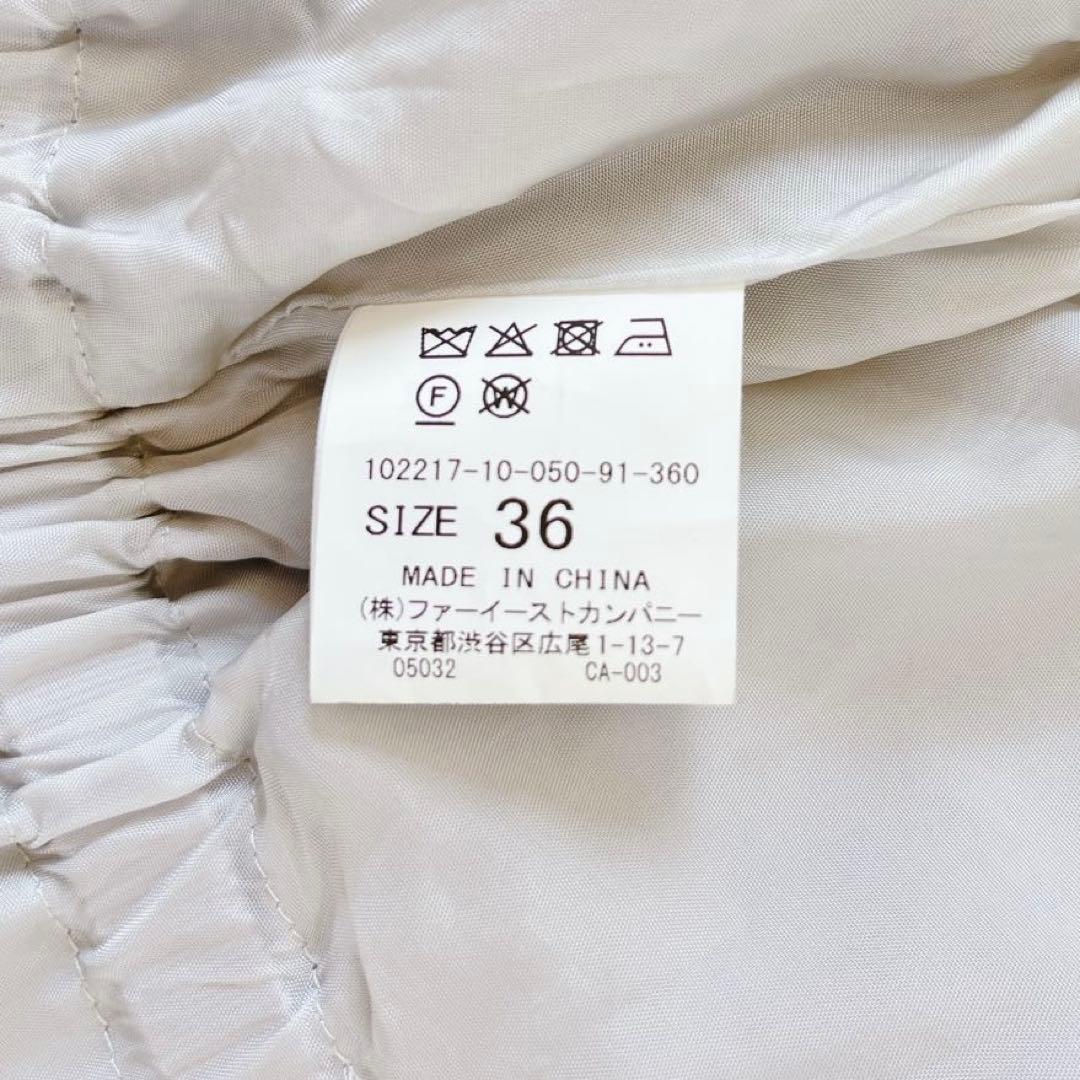 F W
102217-10-050-91-360
SIZE 36
MADE IN CHINA
(株)ファーイーストカンパニー
東京都渋谷区広尾1-13-7
05032 CA-003